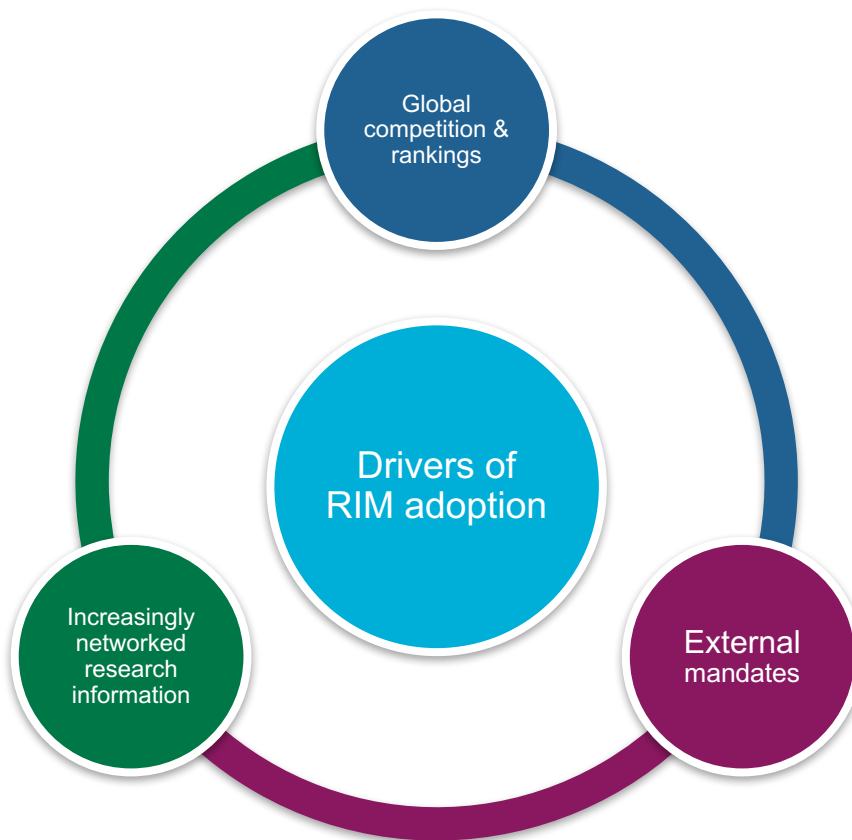 Global
competition &
rankings
Drivers of
RIM adoption
Increasingly
networked
research
information
External
mandates